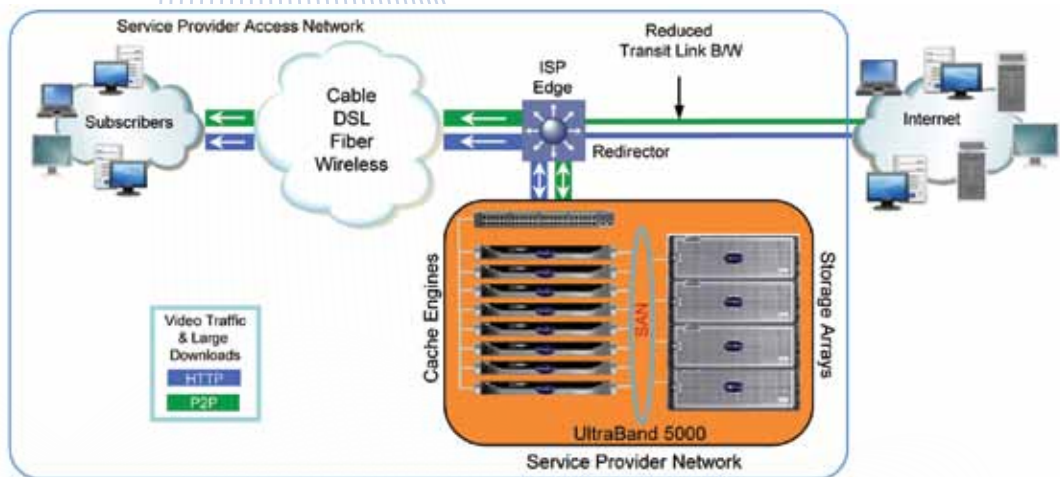 Service Provider Access Network
Subscribers
Cable
DSL
Fiber
Wireless
ISP
Edge
Redirector
Reduced
Transit Link B/W
Internet
Cache Engines
SAN
Storage Arrays
UltraBand 5000
Service Provider Network
Video Traffic
& Large
Downloads
HTTP
P2P